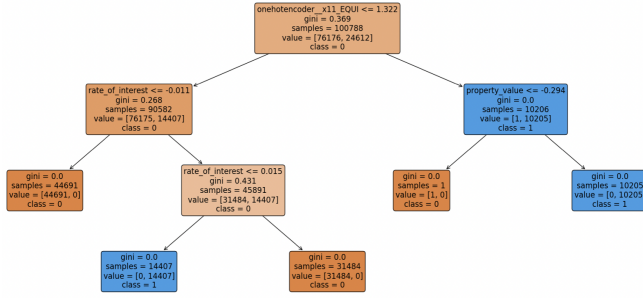 onehotencoder__x11_EQUI <= 1.322
gini = 0.369
samples = 100788
value = [76176, 24612]
class = 0
rate_of_interest <= -0.011
gini = 0.268
samples = 90582
value = [76175, 14407]
class = 0
property_value <= -0.294
gini = 0.0
samples = 10206
value = [1, 10205]
class = 1
gini = 0.0
samples = 44691
value = [44691, 0]
class = 0
rate_of_interest <= 0.015
gini = 0.431
samples = 45891
value = [31484, 14407]
class = 0
gini = 0.0
samples = 1
value = [1, 0]
class = 0
gini = 0.0
samples = 10205
value = [0, 10205]
class = 1
gini = 0.0
samples = 14407
value = [0, 14407]
class = 1
gini = 0.0
samples = 31484
value = [31484, 0]
class = 0